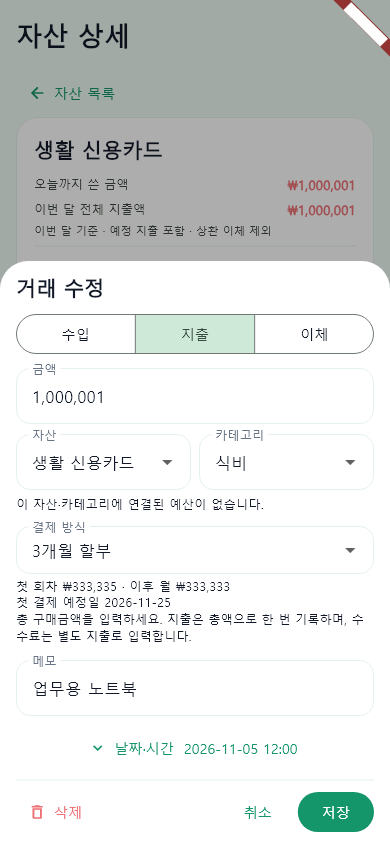 자산 상세
자산 목록
생활 신용카드
오늘까지 쓴 금액 ₩1,000,001
이번 달 전체 지출액 ₩1,000,001
이번 달 기준 · 예정 지출 포함 · 상환 이체 제외
거래 수정
수입 지출 이체
금액
1,000,001
자산 카테고리
생활 신용카드 식비
이 자산·카테고리에 연결된 예산이 없습니다.
결제 방식
3개월 할부
첫 회차 ₩333,335 · 이후 월 ₩333,333
첫 결제 예정일 2026-11-25
총 구매금액을 입력하세요. 지출은 총액으로 한 번 기록하며, 수
수료는 별도 지출로 입력합니다.
메모
업무용 노트북
날짜·시간 2026-11-05 12:00
삭제 취소 저장